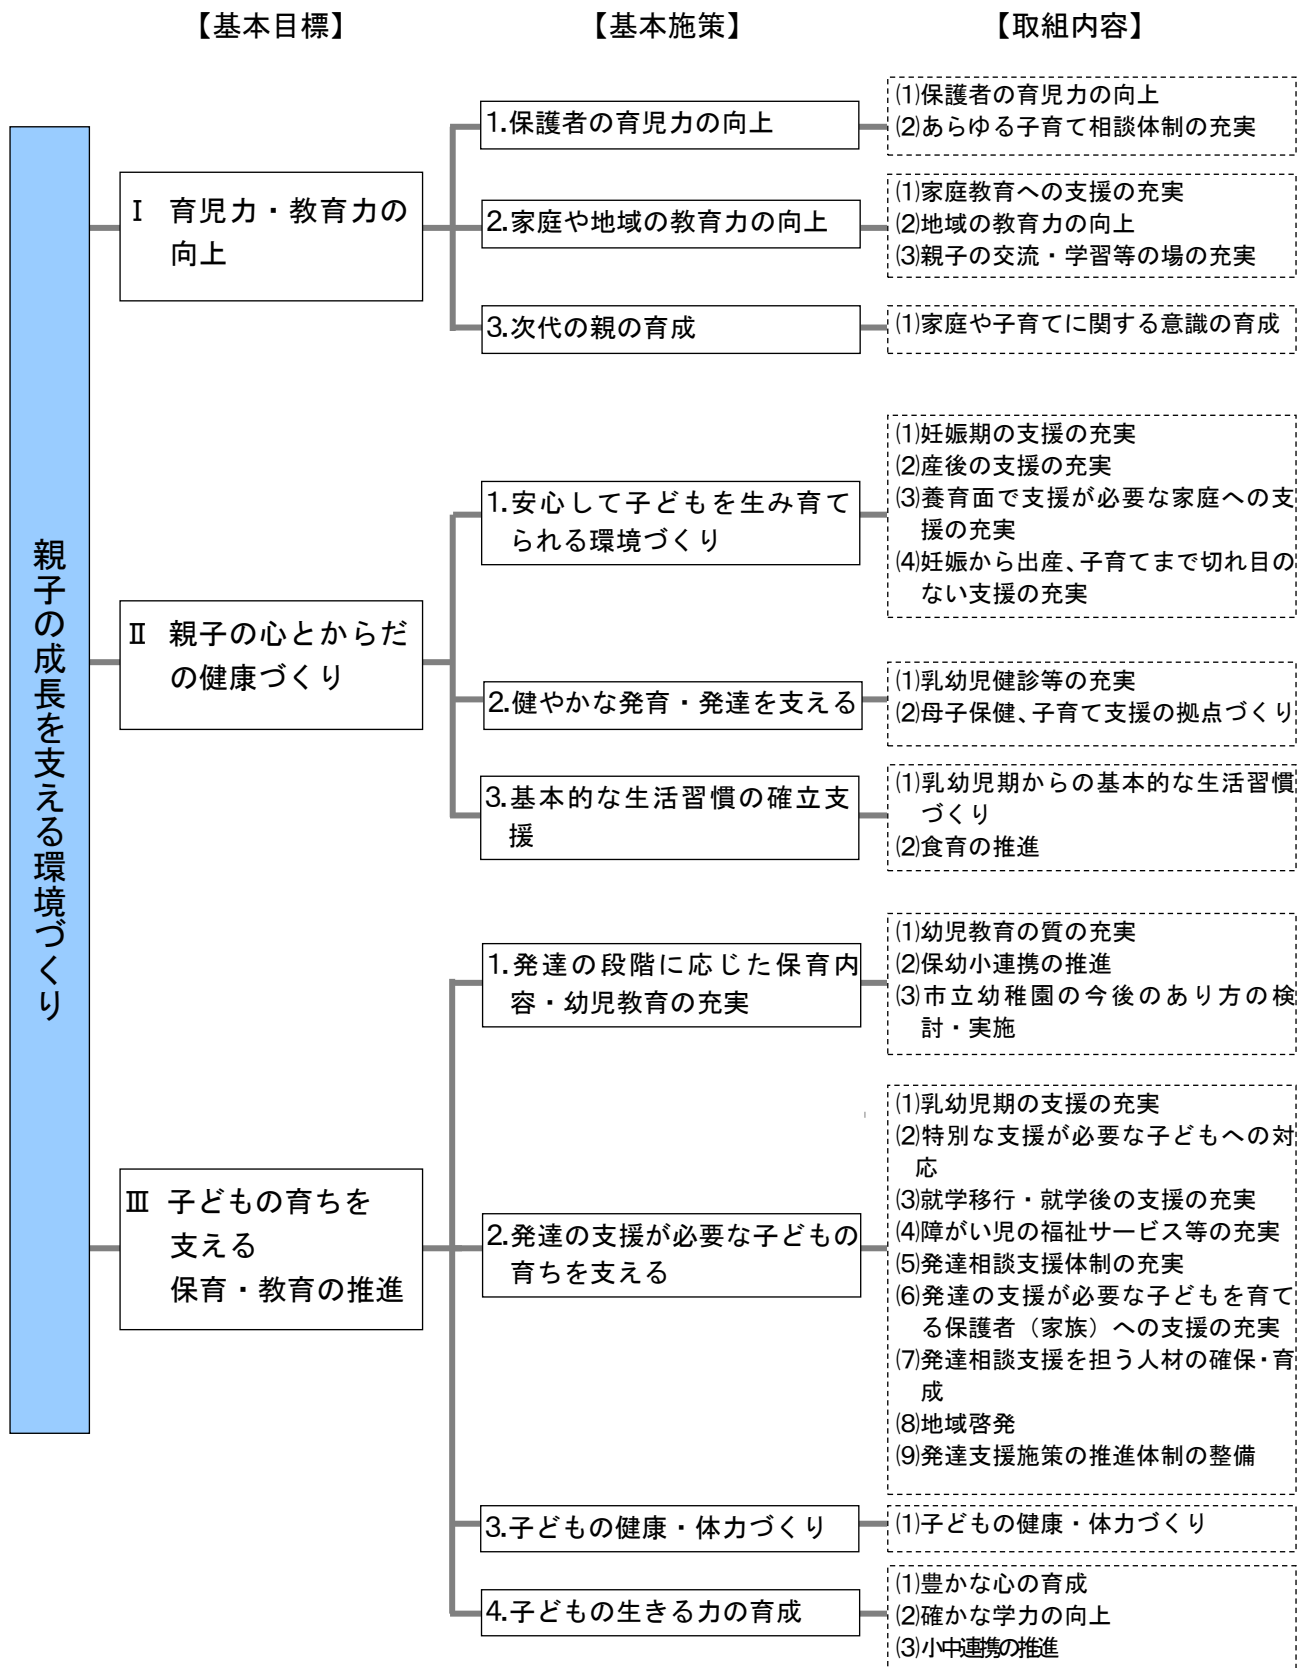 【基本目標】
【基本施策】
【取組内容】
親子の成長を支える環境づくり
Ⅰ 育児力・教育力の
向上
1.保護者の育児力の向上
⑴保護者の育児力の向上
⑵あらゆる子育て相談体制の充実
2.家庭や地域の教育力の向上
⑴家庭教育への支援の充実
⑵地域の教育力の向上
⑶親子の交流・学習等の場の充実
3.次代の親の育成
⑴家庭や子育てに関する意識の育成
Ⅱ 親子の心とからだ
の健康づくり
1.安心して子どもを生み育て
られる環境づくり
⑴妊娠期の支援の充実
⑵産後の支援の充実
⑶養育面で支援が必要な家庭への支
援の充実
⑷妊娠から出産、子育てまで切れ目の
ない支援の充実
2.健やかな発育・発達を支える
⑴乳幼児健診等の充実
⑵母子保健、子育て支援の拠点づくり
3.基本的な生活習慣の確立支
援
⑴乳幼児期からの基本的な生活習慣
づくり
⑵食育の推進
Ⅲ 子どもの育ちを
支える
保育・教育の推進
1.発達の段階に応じた保育内
容・幼児教育の充実
⑴幼児教育の質の充実
⑵保幼小連携の推進
⑶市立幼稚園の今後のあり方の検
討・実施
2.発達の支援が必要な子どもの
育ちを支える
⑴乳幼児期の支援の充実
⑵特別な支援が必要な子どもへの対
応
⑶就学移行・就学後の支援の充実
⑷障がい児の福祉サービス等の充実
⑸発達相談支援体制の充実
⑹発達の支援が必要な子どもを育て
る保護者（家族）への支援の充実
⑺発達相談支援を担う人材の確保・育
成
⑻地域啓発
⑼発達支援施策の推進体制の整備
3.子どもの健康・体力づくり
⑴子どもの健康・体力づくり
4.子どもの生きる力の育成
⑴豊かな心の育成
⑵確かな学力の向上
⑶小中連携の推進